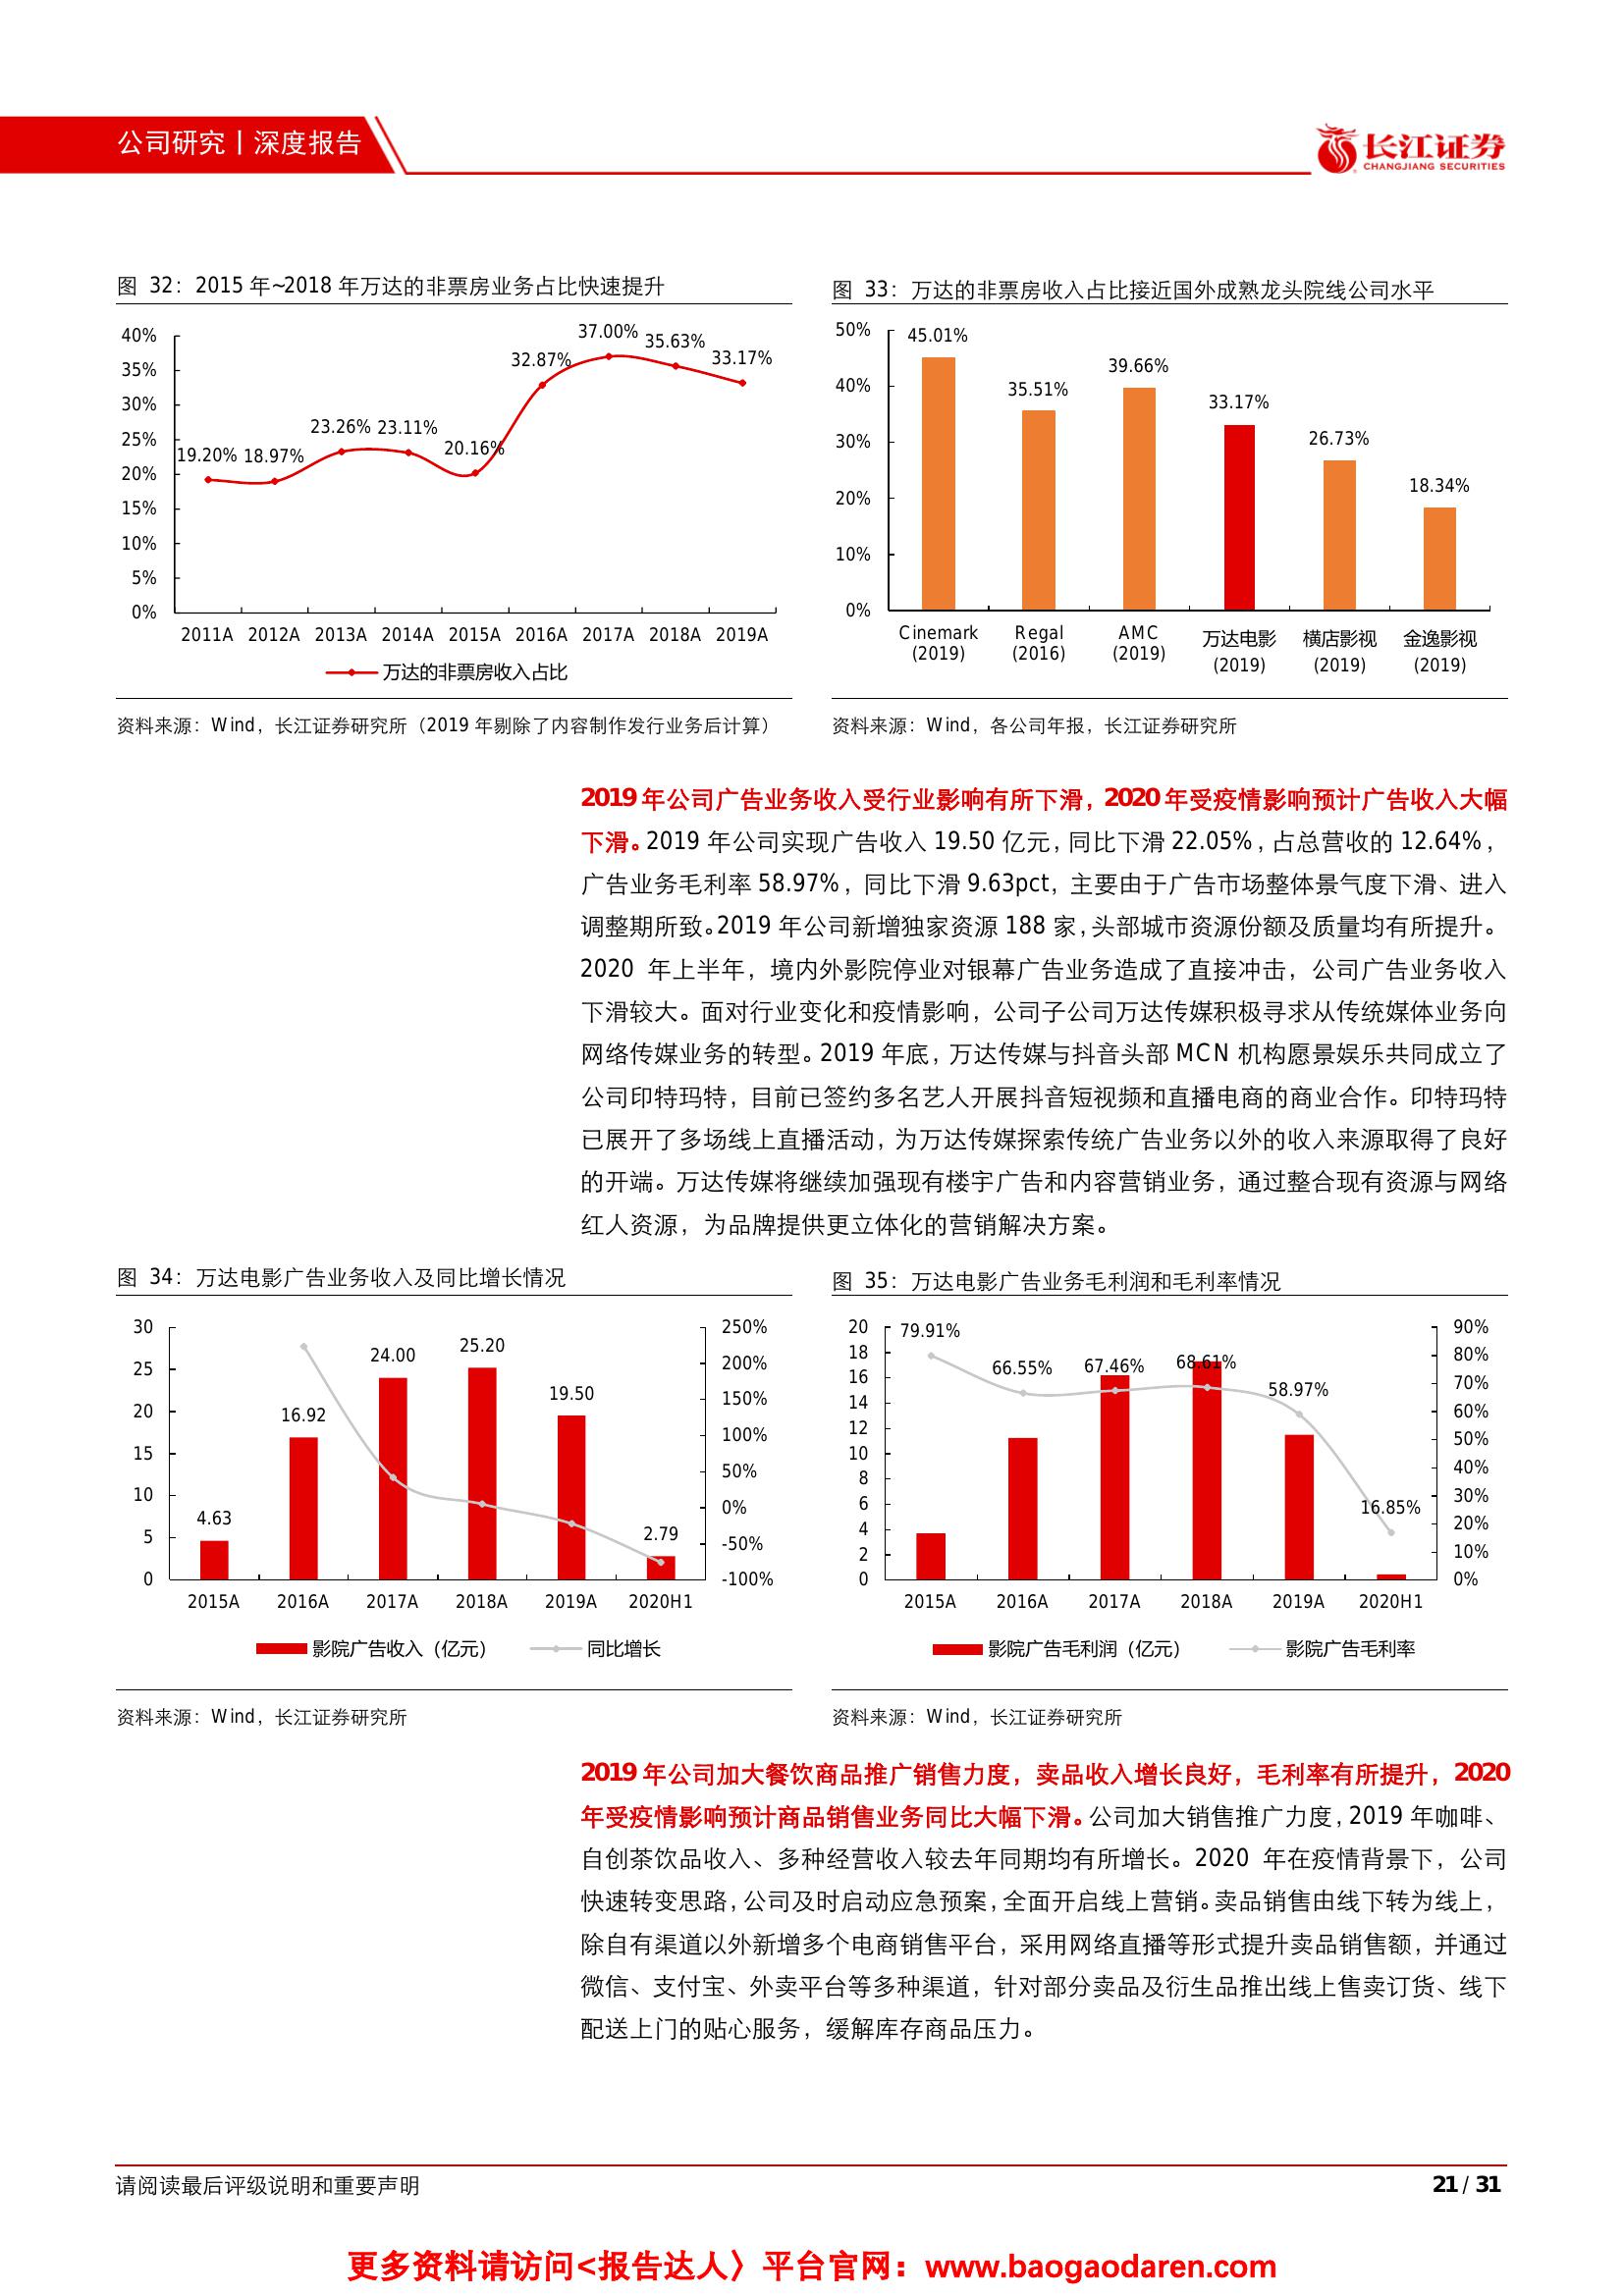 公司研究丨深度报告
长江证券
CHANGJIANG SECURITIES
图 32：2015 年~2018 年万达的非票房业务占比快速提升
40%
35%
30%
25%
20%
15%
10%
5%
0%
19.20% 18.97% 23.26% 23.11% 20.16% 32.87% 37.00% 35.63% 33.17%
2011A 2012A 2013A 2014A 2015A 2016A 2017A 2018A 2019A
万达的非票房收入占比
资料来源：Wind，长江证券研究所（2019 年剔除了内容制作发行业务后计算）
图 33：万达的非票房收入占比接近国外成熟龙头院线公司水平
50%
40%
30%
20%
10%
0%
45.01% 35.51% 39.66% 33.17% 26.73% 18.34%
Cinemark Regal AMC 万达电影 横店影视 金逸影视
(2019) (2016) (2019) (2019) (2019) (2019)
资料来源：Wind，各公司年报，长江证券研究所
2019 年公司广告业务收入受行业影响有所下滑，2020 年受疫情影响预计广告收入大幅
下滑。2019 年公司实现广告收入 19.50 亿元，同比下滑 22.05%，占总营收的 12.64%，
广告业务毛利率 58.97%，同比下滑 9.63pct，主要由于广告市场整体景气度下滑、进入
调整期所致。2019 年公司新增独家资源 188 家，头部城市资源份额及质量均有所提升。
2020 年上半年，境内外影院停业对银幕广告业务造成了直接冲击，公司广告业务收入
下滑较大。面对行业变化和疫情影响，公司子公司万达传媒积极寻求从传统媒体业务向
网络传媒业务的转型。2019 年底，万达传媒与抖音头部 MCN 机构愿景娱乐共同成立了
公司印特玛特，目前已签约多名艺人开展抖音短视频和直播电商的商业合作。印特玛特
已展开了多场线上直播活动，为万达传媒探索传统广告业务以外的收入来源取得了良好
的开端。万达传媒将继续加强现有楼宇广告和内容营销业务，通过整合现有资源与网络
红人资源，为品牌提供更立体化的营销解决方案。
图 34：万达电影广告业务收入及同比增长情况
30
25
20
15
10
5
0
4.63 16.92 24.00 25.20 19.50 2.79
250%
200%
150%
100%
50%
0%
-50%
-100%
2015A 2016A 2017A 2018A 2019A 2020H1
影院广告收入（亿元） 同比增长
资料来源：Wind，长江证券研究所
图 35：万达电影广告业务毛利润和毛利率情况
20
18
16
14
12
10
8
6
4
2
0
79.91% 66.55% 67.46% 68.61% 58.97% 16.85%
90%
80%
70%
60%
50%
40%
30%
20%
10%
0%
2015A 2016A 2017A 2018A 2019A 2020H1
影院广告毛利润（亿元） 影院广告毛利率
资料来源：Wind，长江证券研究所
2019 年公司加大餐饮商品推广销售力度，卖品收入增长良好，毛利率有所提升，2020
年受疫情影响预计商品销售业务同比大幅下滑。公司加大销售推广力度，2019 年咖啡、
自创茶饮品收入、多种经营收入较去年同期均有所增长。2020 年在疫情背景下，公司
快速转变思路，公司及时启动应急预案，全面开启线上营销。卖品销售由线下转为线上，
除自有渠道以外新增多个电商销售平台，采用网络直播等形式提升卖品销售额，并通过
微信、支付宝、外卖平台等多种渠道，针对部分卖品及衍生品推出线上售卖订货、线下
配送上门的贴心服务，缓解库存商品压力。
请阅读最后评级说明和重要声明
21 / 31
更多资料请访问<报告达人〉平台官网：www.baogaodaren.com